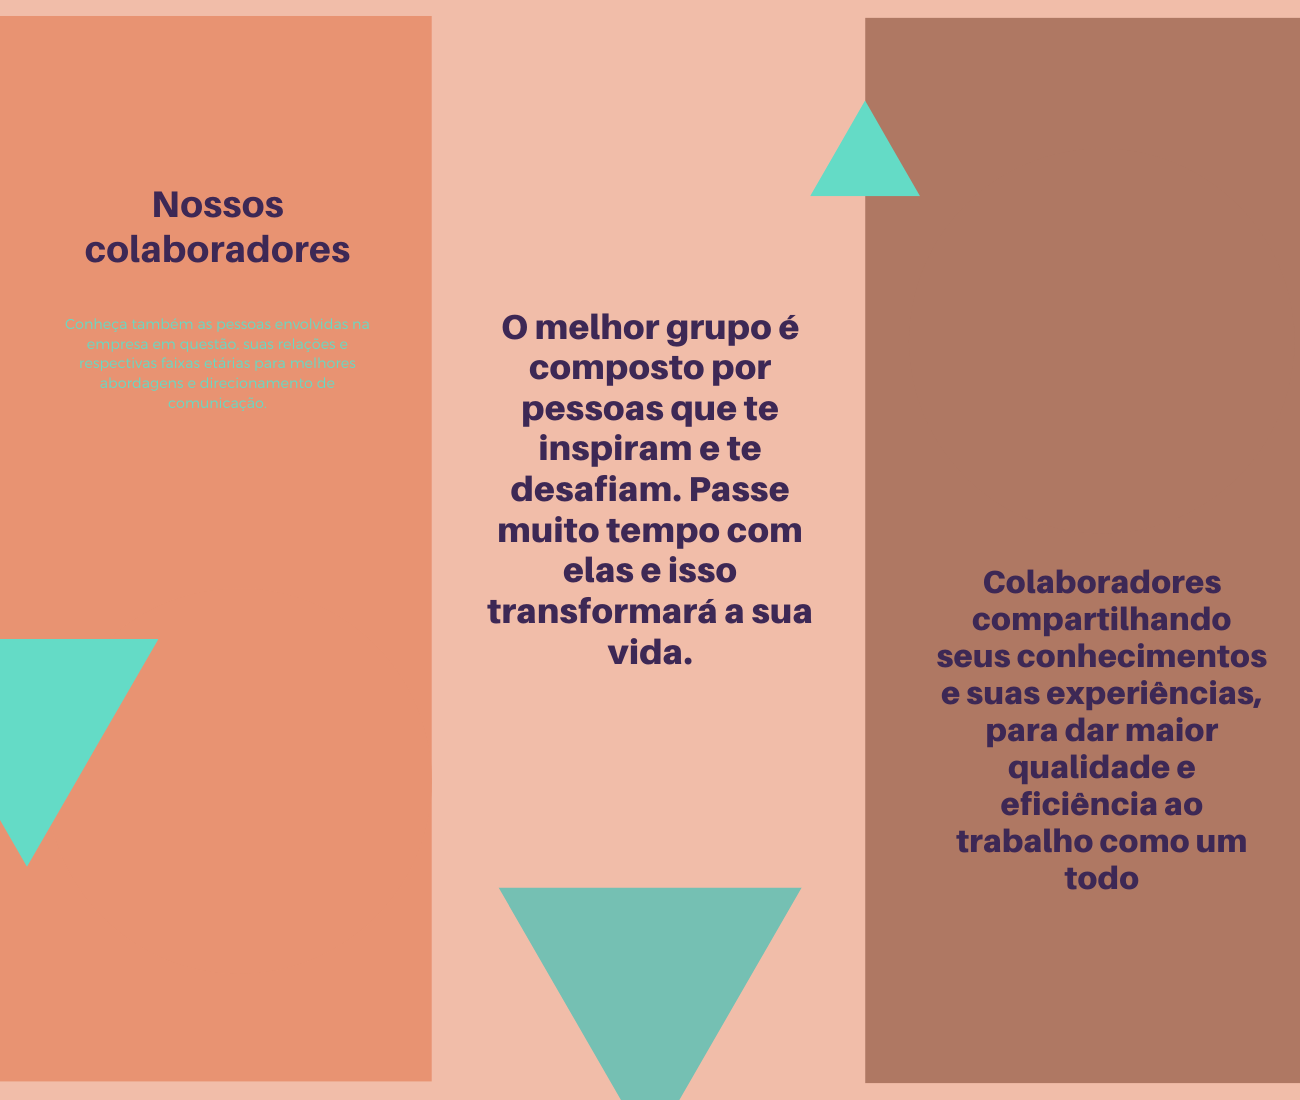 Nossos
colaboradores
Conheça também as pessoas envolvidas na
empresa em questão, suas relações e
respectivas faixas etárias para melhores
abordagens e direcionamento de
comunicação.
O melhor grupo é
composto por
pessoas que te
inspiram e te
desafiam. Passe
muito tempo com
elas e isso
transformará a sua
vida.
Colaboradores
compartilhando
seus conhecimentos
e suas experiências,
para dar maior
qualidade e
eficiência ao
trabalho como um
todo